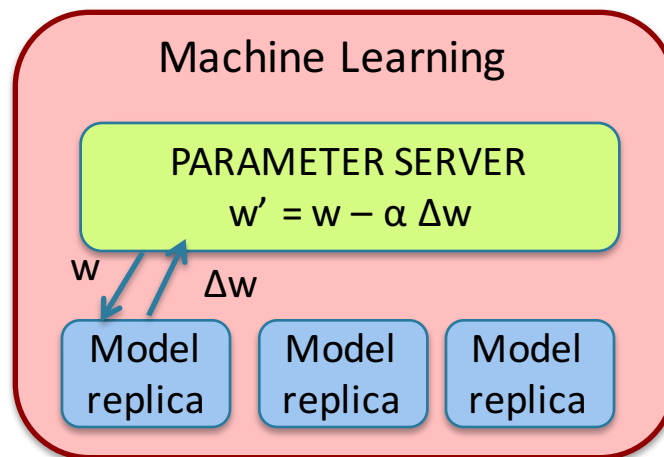 Machine Learning
PARAMETER SERVER
w’ = w – α Δw
w
Δw
Model
replica
Model
replica
Model
replica